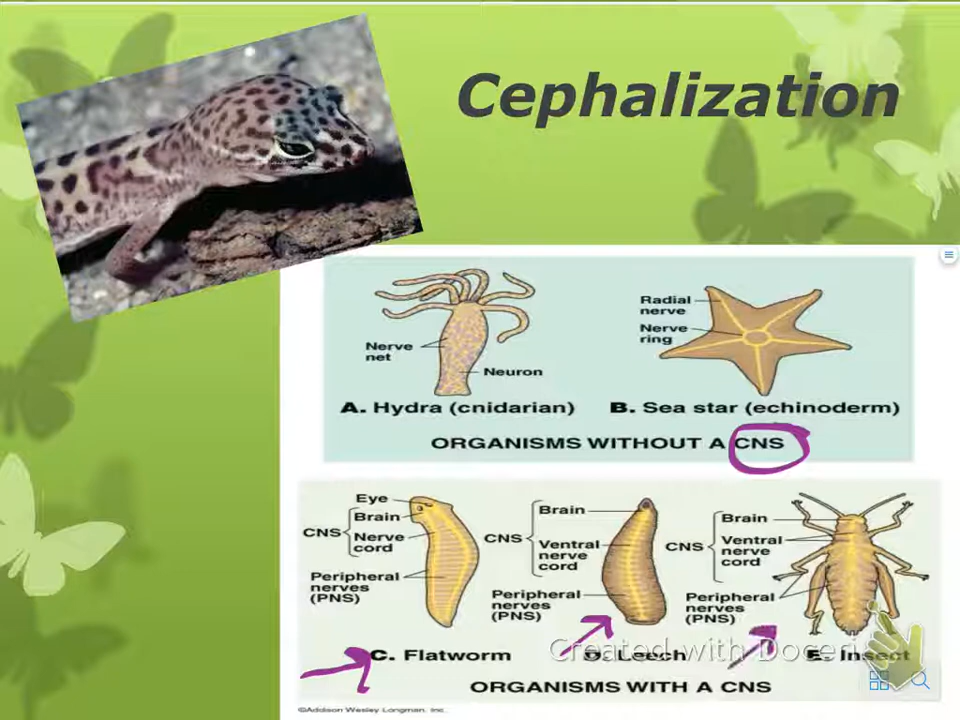 Cephalization
Radial
nerve
Nerve
ring
Nerve
net
Neuron
A. Hydra (cnidarian)
B. Sea star (echinoderm)
ORGANISMS WITHOUT A CNS
Eye
Brain
CNS
Nerve
cord
Peripheral
nerves
(PNS)
Brain
CNS
Ventral
nerve
cord
Peripheral
nerves
(PNS)
Brain
CNS
Ventral
nerve
cord
Peripheral
nerves
(PNS)
Created with Doceri
C. Flatworm
D. Leech
E. Insect
ORGANISMS WITH A CNS
©Addison Wesley Longman, Inc.